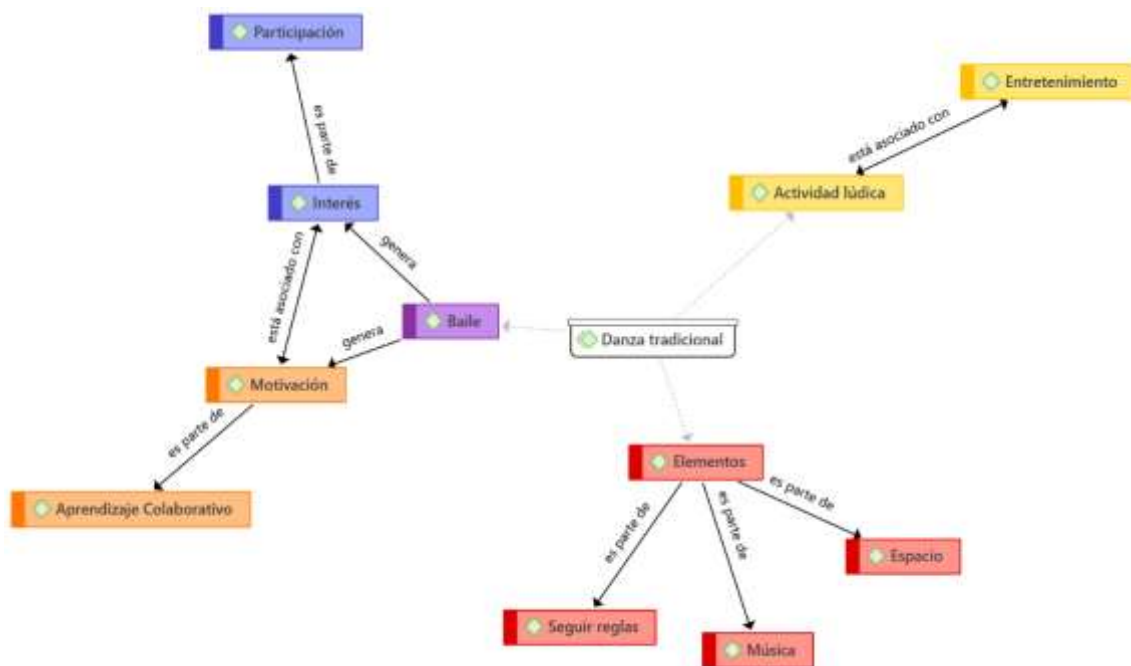 Participación
Entretenimiento
es parte de
está asociado con
Interés
Actividad lúdica
genera
está asociado con
Baile
genera
Danza tradicional
Motivación
es parte de
Elementos
Aprendizaje Colaborativo
es parte de
es parte de
es parte de
Espacio
Seguir reglas
Música